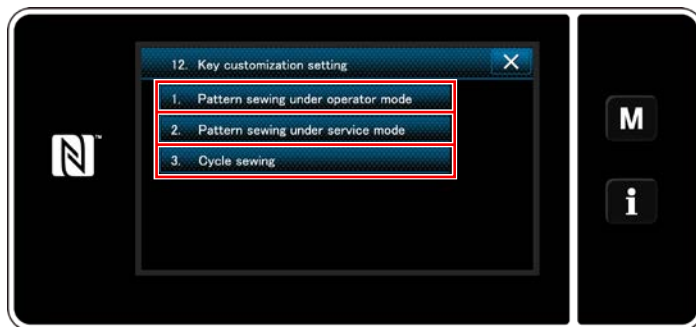 12. Key customization setting
1. Pattern sewing under operator mode
2. Pattern sewing under service mode
3. Cycle sewing
M
i